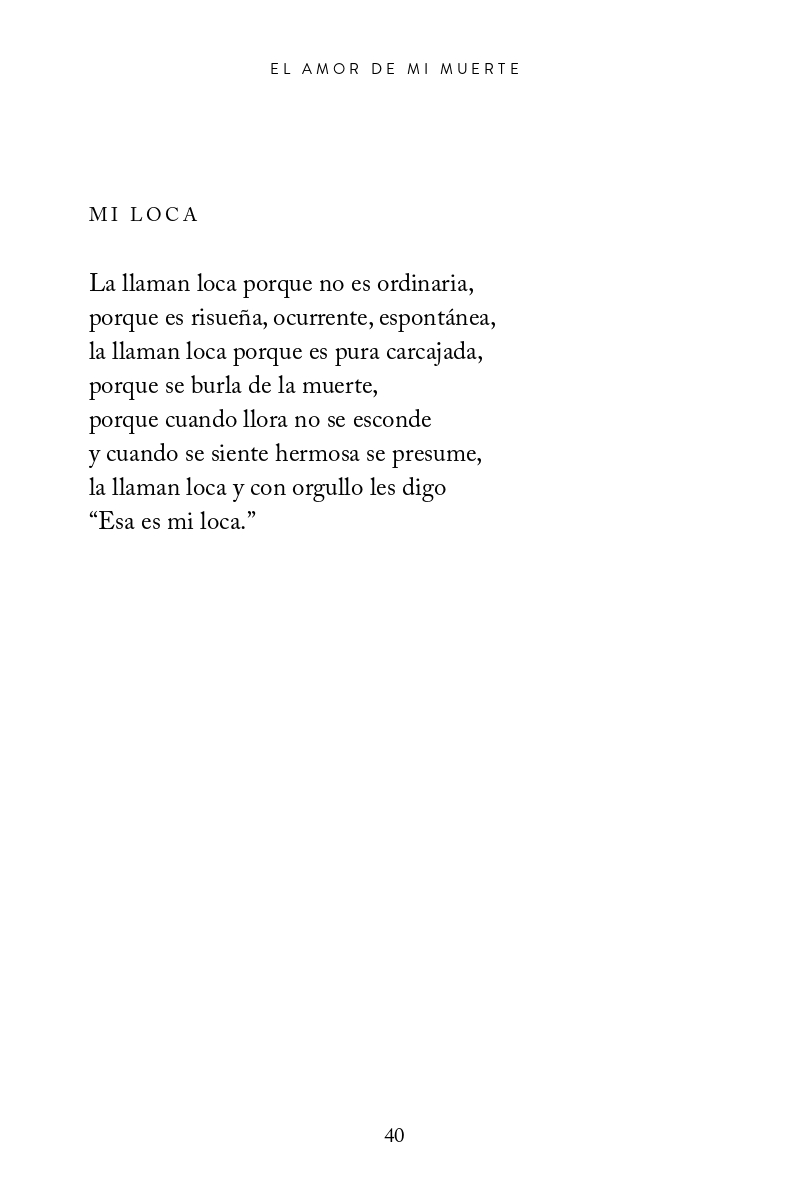 EL AMOR DE MI MUERTE
MI LOCA
La llaman loca porque no es ordinaria,
porque es risueña, ocurrente, espontánea,
la llaman loca porque es pura carcajada,
porque se burla de la muerte,
porque cuando llora no se esconde
y cuando se siente hermosa se presume,
la llaman loca y con orgullo les digo
“Esa es mi loca.”
40